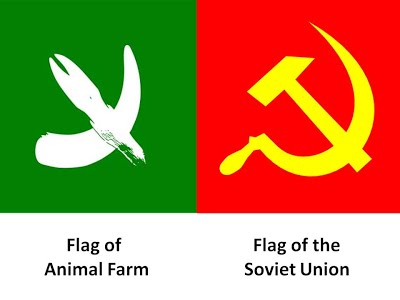 Flag of
Animal Farm
Flag of the
Soviet Union